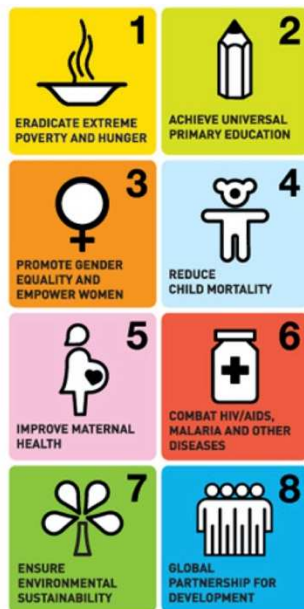 1
ERADICATE EXTREME
POVERTY AND HUNGER
2
ACHIEVE UNIVERSAL
PRIMARY EDUCATION
3
PROMOTE GENDER
EQUALITY AND
EMPOWER WOMEN
4
REDUCE
CHILD MORTALITY
5
IMPROVE MATERNAL
HEALTH
6
COMBAT HIV/AIDS,
MALARIA AND OTHER
DISEASES
7
ENSURE
ENVIRONMENTAL
SUSTAINABILITY
8
GLOBAL
PARTNERSHIP FOR
DEVELOPMENT